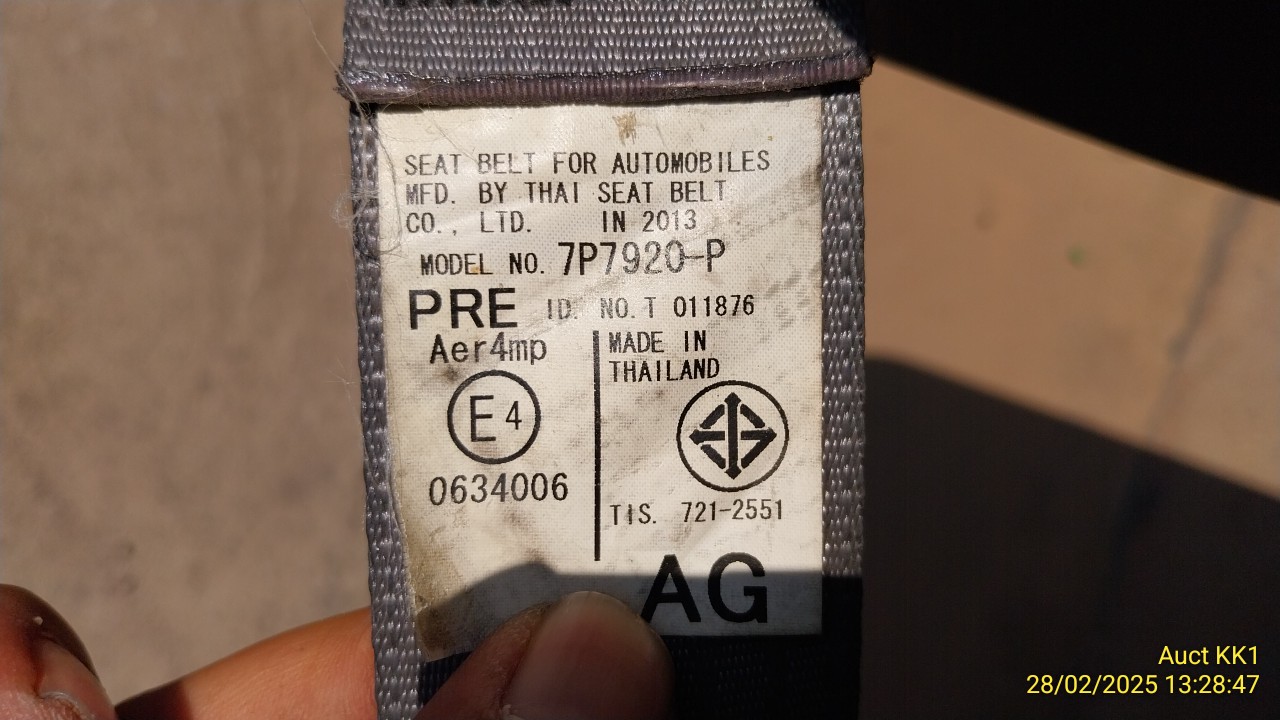 SEAT BELT FOR AUTOMOBILES
MFD. BY THAI SEAT BELT
CO., LTD. IN 2013
MODEL NO. 7P7920-P
PRE ID. NO. T 011876
Aer4mp
E4
0634006
MADE IN
THAILAND
TIS. 721-2551
AG
Auct KK1
28/02/2025 13:28:47